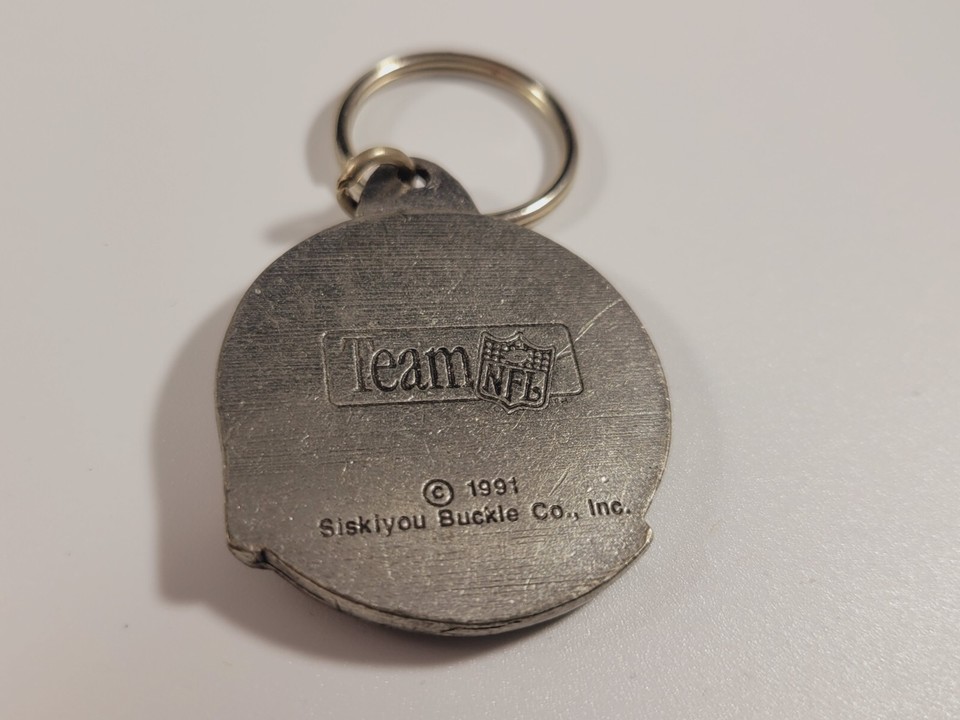 Team NFL
© 1991
Siskiyou Buckle Co., Inc.